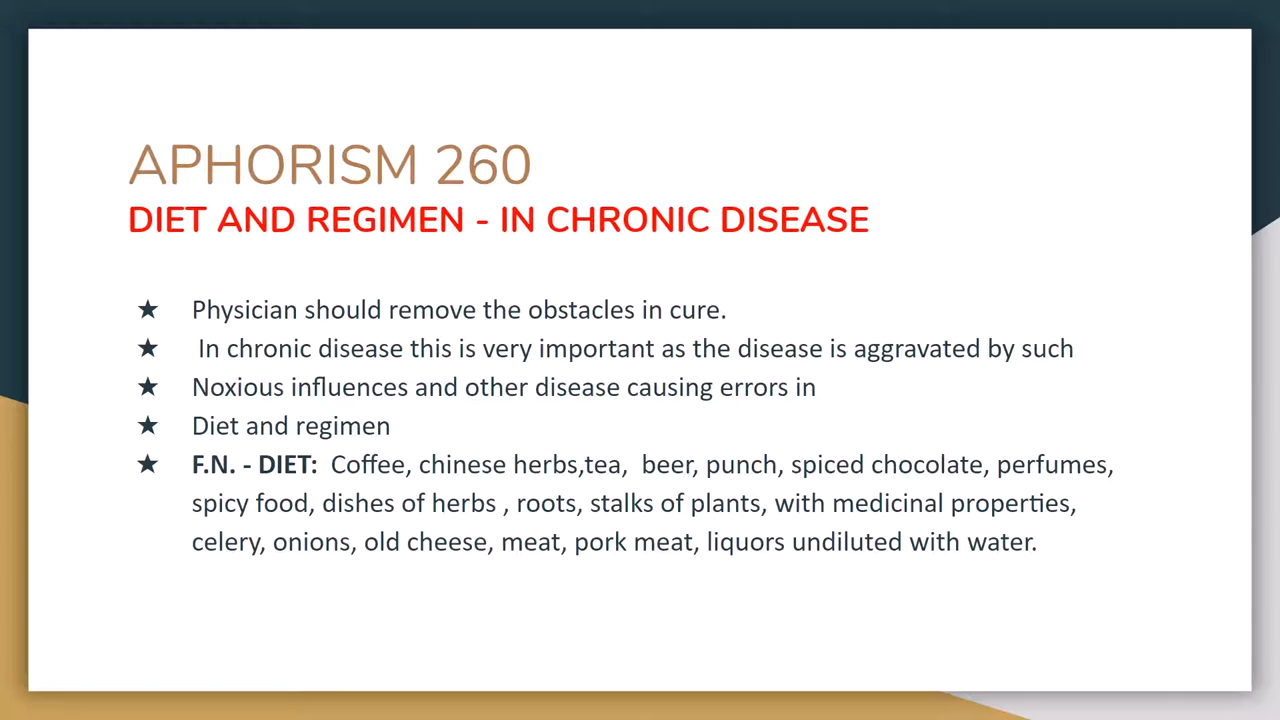 APHORISM 260
DIET AND REGIMEN - IN CHRONIC DISEASE
★ Physician should remove the obstacles in cure.
★ In chronic disease this is very important as the disease is aggravated by such
★ Noxious influences and other disease causing errors in
★ Diet and regimen
★ F.N. - DIET: Coffee, chinese herbs,tea, beer, punch, spiced chocolate, perfumes,
spicy food, dishes of herbs , roots, stalks of plants, with medicinal properties,
celery, onions, old cheese, meat, pork meat, liquors undiluted with water.